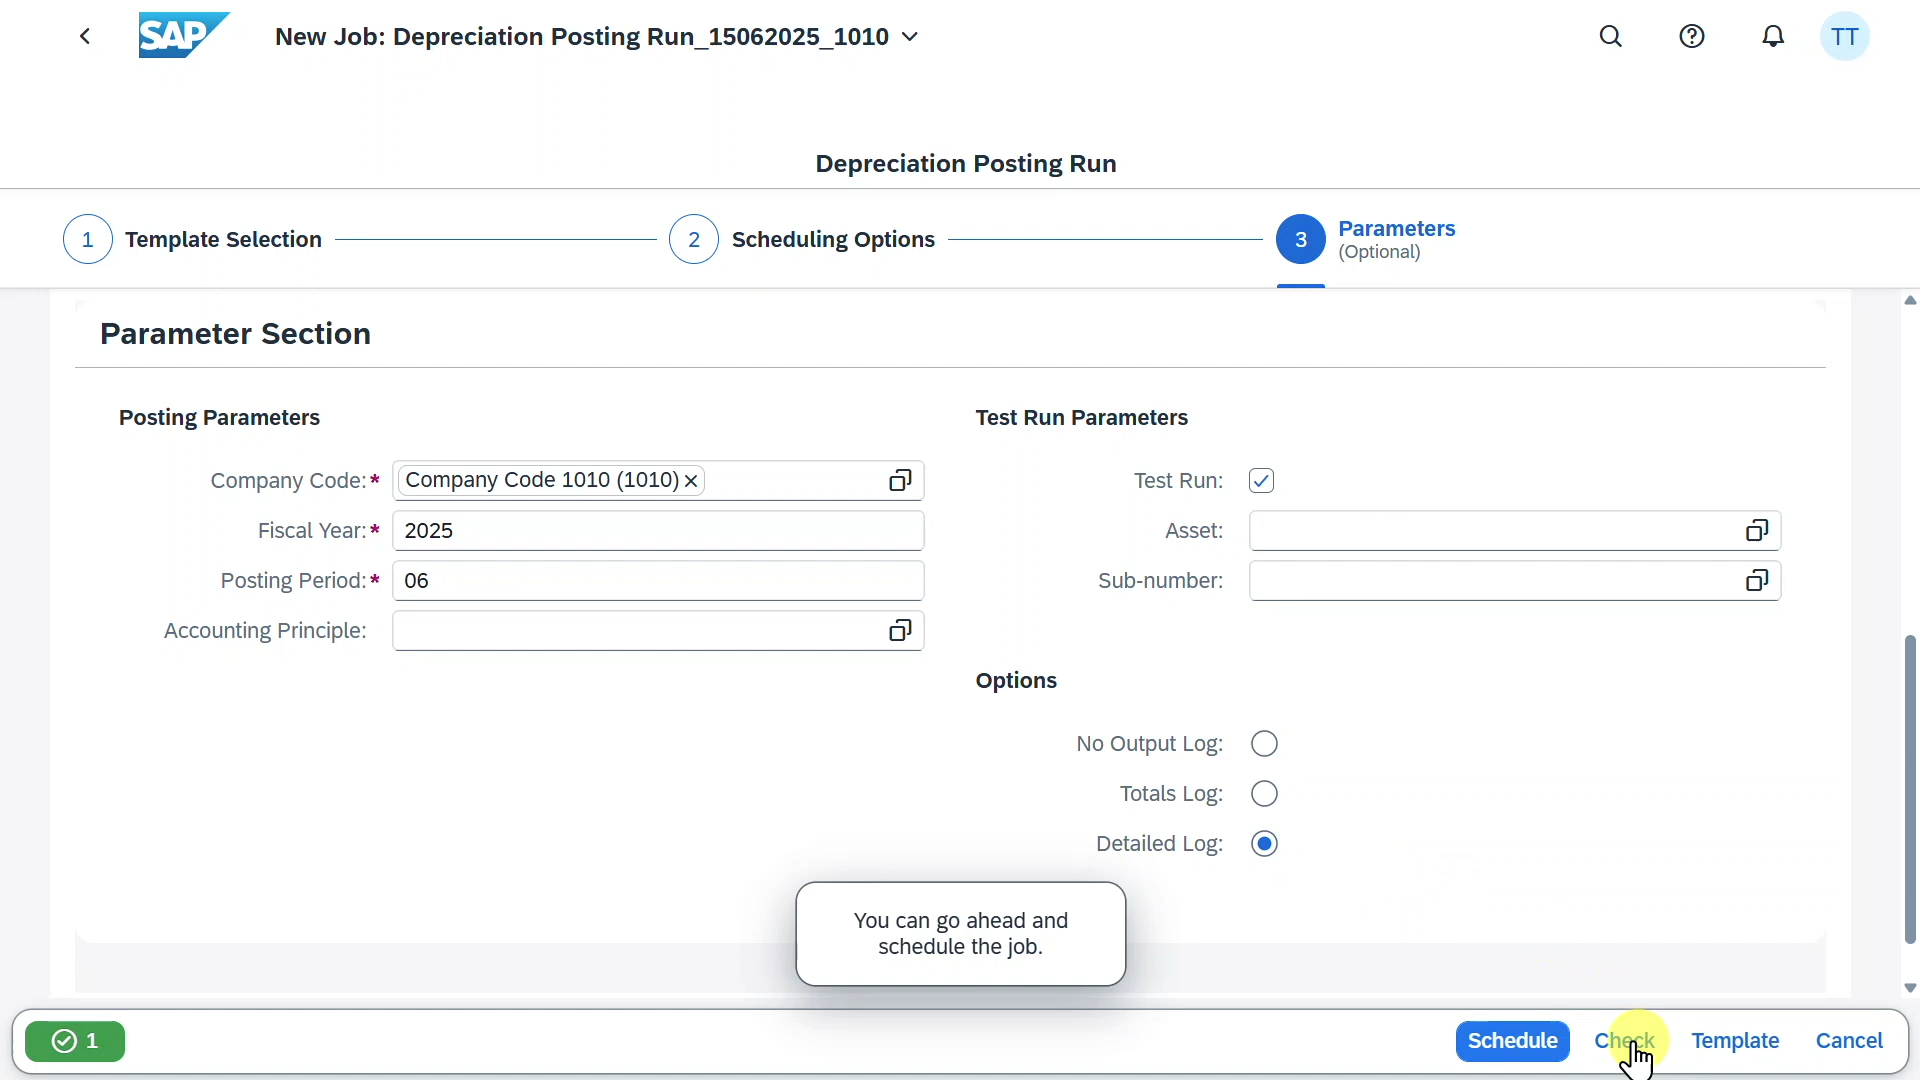 SAP
New Job: Depreciation Posting Run_15062025_1010
TT
Depreciation Posting Run
1 Template Selection
2 Scheduling Options
3 Parameters
(Optional)
Parameter Section
Posting Parameters
Company Code:* Company Code 1010 (1010)
Fiscal Year:* 2025
Posting Period:* 06
Accounting Principle:
Test Run Parameters
Test Run:
Asset:
Sub-number:
Options
No Output Log:
Totals Log:
Detailed Log:
You can go ahead and
schedule the job.
1
Schedule Check Template Cancel